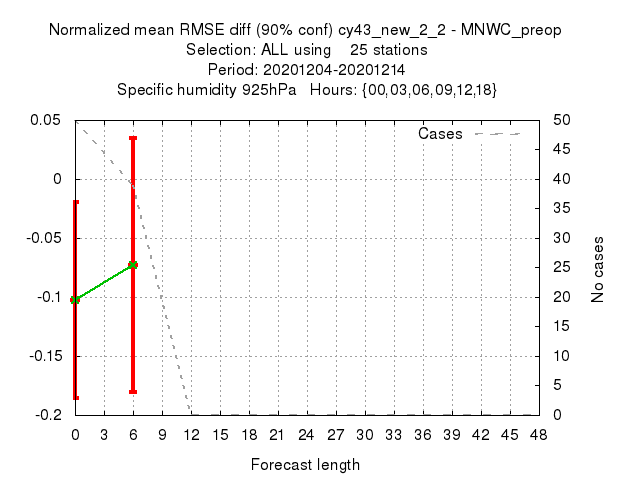 Normalized mean RMSE diff (90% conf) cy43_new_2_2 - MNWC_preop
Selection: ALL using 25 stations
Period: 20201204-20201214
Specific humidity 925hPa Hours: {00,03,06,09,12,18}
Cases
0.05
0
-0.05
-0.1
-0.15
-0.2
50
45
40
35
30
25
20
15
10
5
0
No cases
0 3 6 9 12 15 18 21 24 27 30 33 36 39 42 45 48
Forecast length